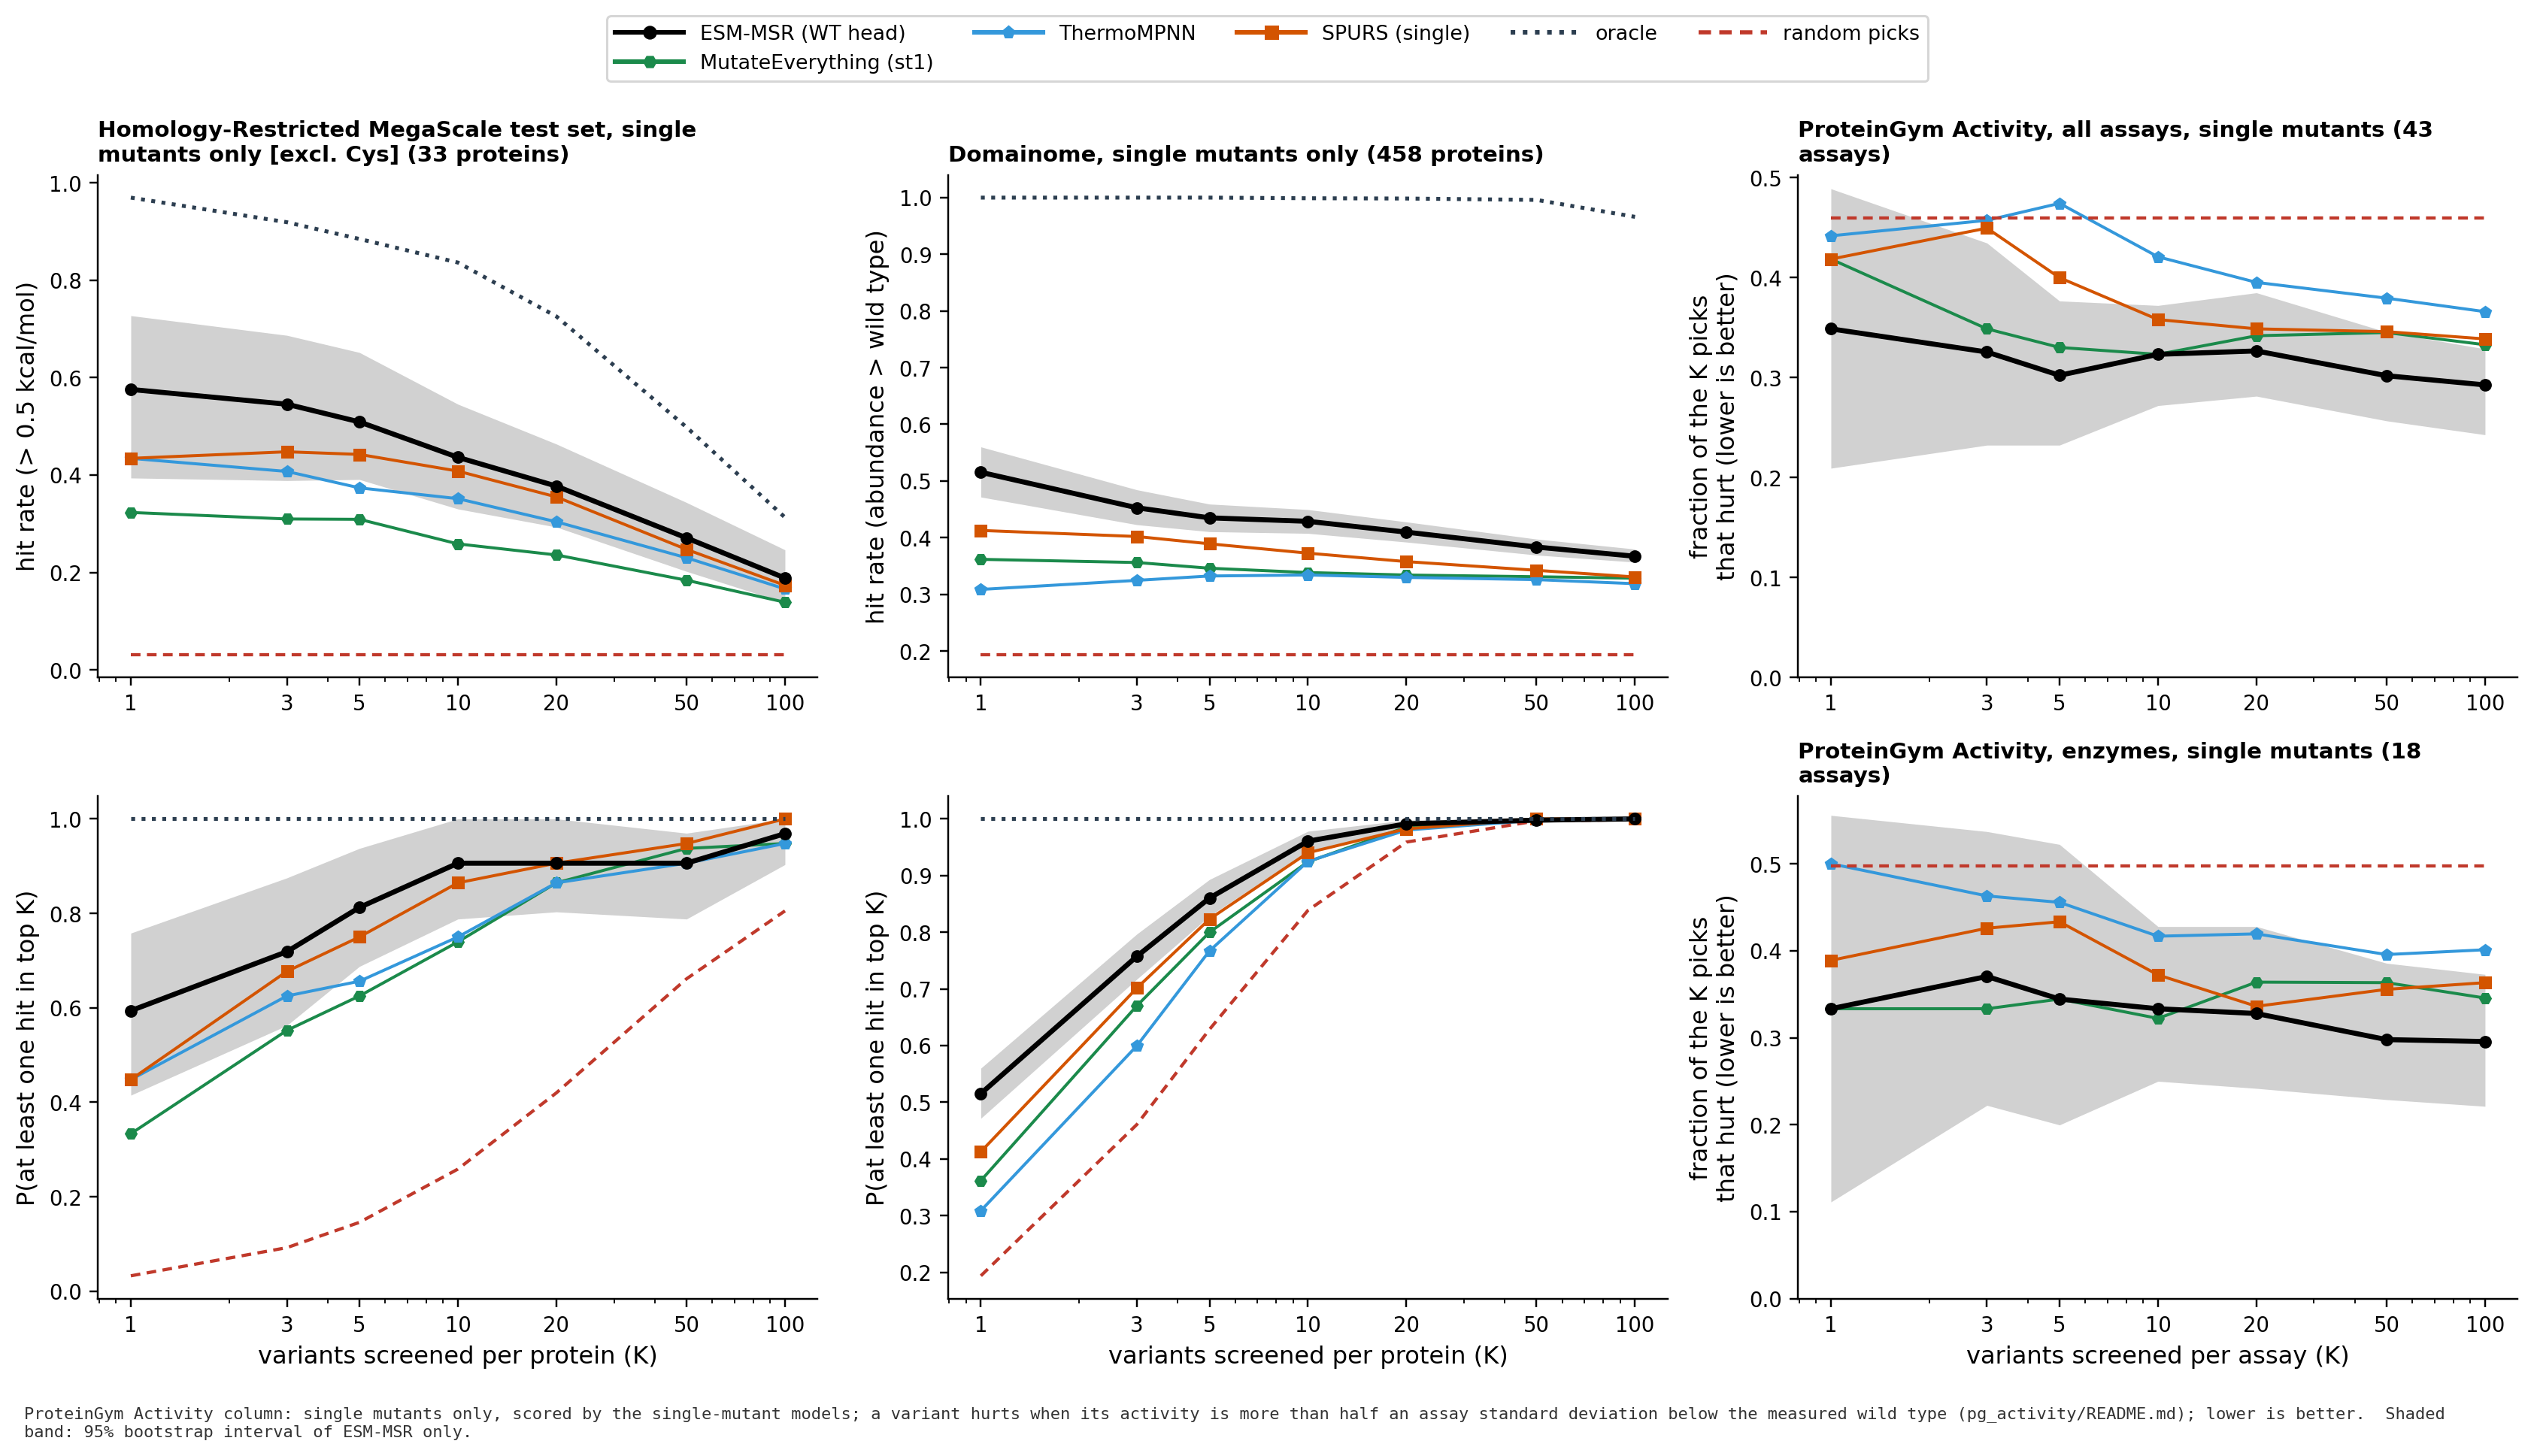 ESM-MSR (WT head)
MutateEverything (st1)
ThermoMPNN
SPURS (single)
oracle
random picks
Homology-Restricted MegaScale test set, single
mutants only [excl. Cys] (33 proteins)
hit rate (> 0.5 kcal/mol)
1.0
0.8
0.6
0.4
0.2
0.0
1 3 5 10 20 50 100
Domainome, single mutants only (458 proteins)
hit rate (abundance > wild type)
1.0
0.9
0.8
0.7
0.6
0.5
0.4
0.3
0.2
1 3 5 10 20 50 100
ProteinGym Activity, all assays, single mutants (43
assays)
fraction of the K picks
that hurt (lower is better)
0.5
0.4
0.3
0.2
0.1
0.0
1 3 5 10 20 50 100
P(at least one hit in top K)
1.0
0.8
0.6
0.4
0.2
0.0
1 3 5 10 20 50 100
variants screened per protein (K)
P(at least one hit in top K)
1.0
0.9
0.8
0.7
0.6
0.5
0.4
0.3
0.2
1 3 5 10 20 50 100
variants screened per protein (K)
ProteinGym Activity, enzymes, single mutants (18
assays)
fraction of the K picks
that hurt (lower is better)
0.5
0.4
0.3
0.2
0.1
0.0
1 3 5 10 20 50 100
variants screened per assay (K)
ProteinGym Activity column: single mutants only, scored by the single-mutant models; a variant hurts when its activity is more than half an assay standard deviation below the measured wild type (pg_activity/README.md); lower is better.  Shaded
band: 95% bootstrap interval of ESM-MSR only.